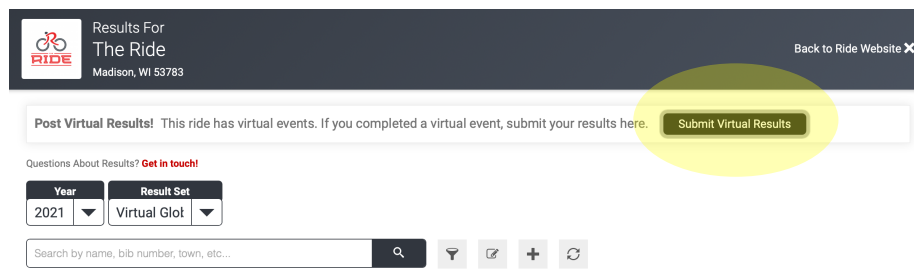 Results For
RIDE
The Ride
Madison, WI 53783
Back to Ride Website
Post Virtual Results! This ride has virtual events. If you completed a virtual event, submit your results here.
Submit Virtual Results
Questions About Results? Get in touch!
Year
Result Set
2021
Virtual Glob
Search by name, bib number, town, etc...